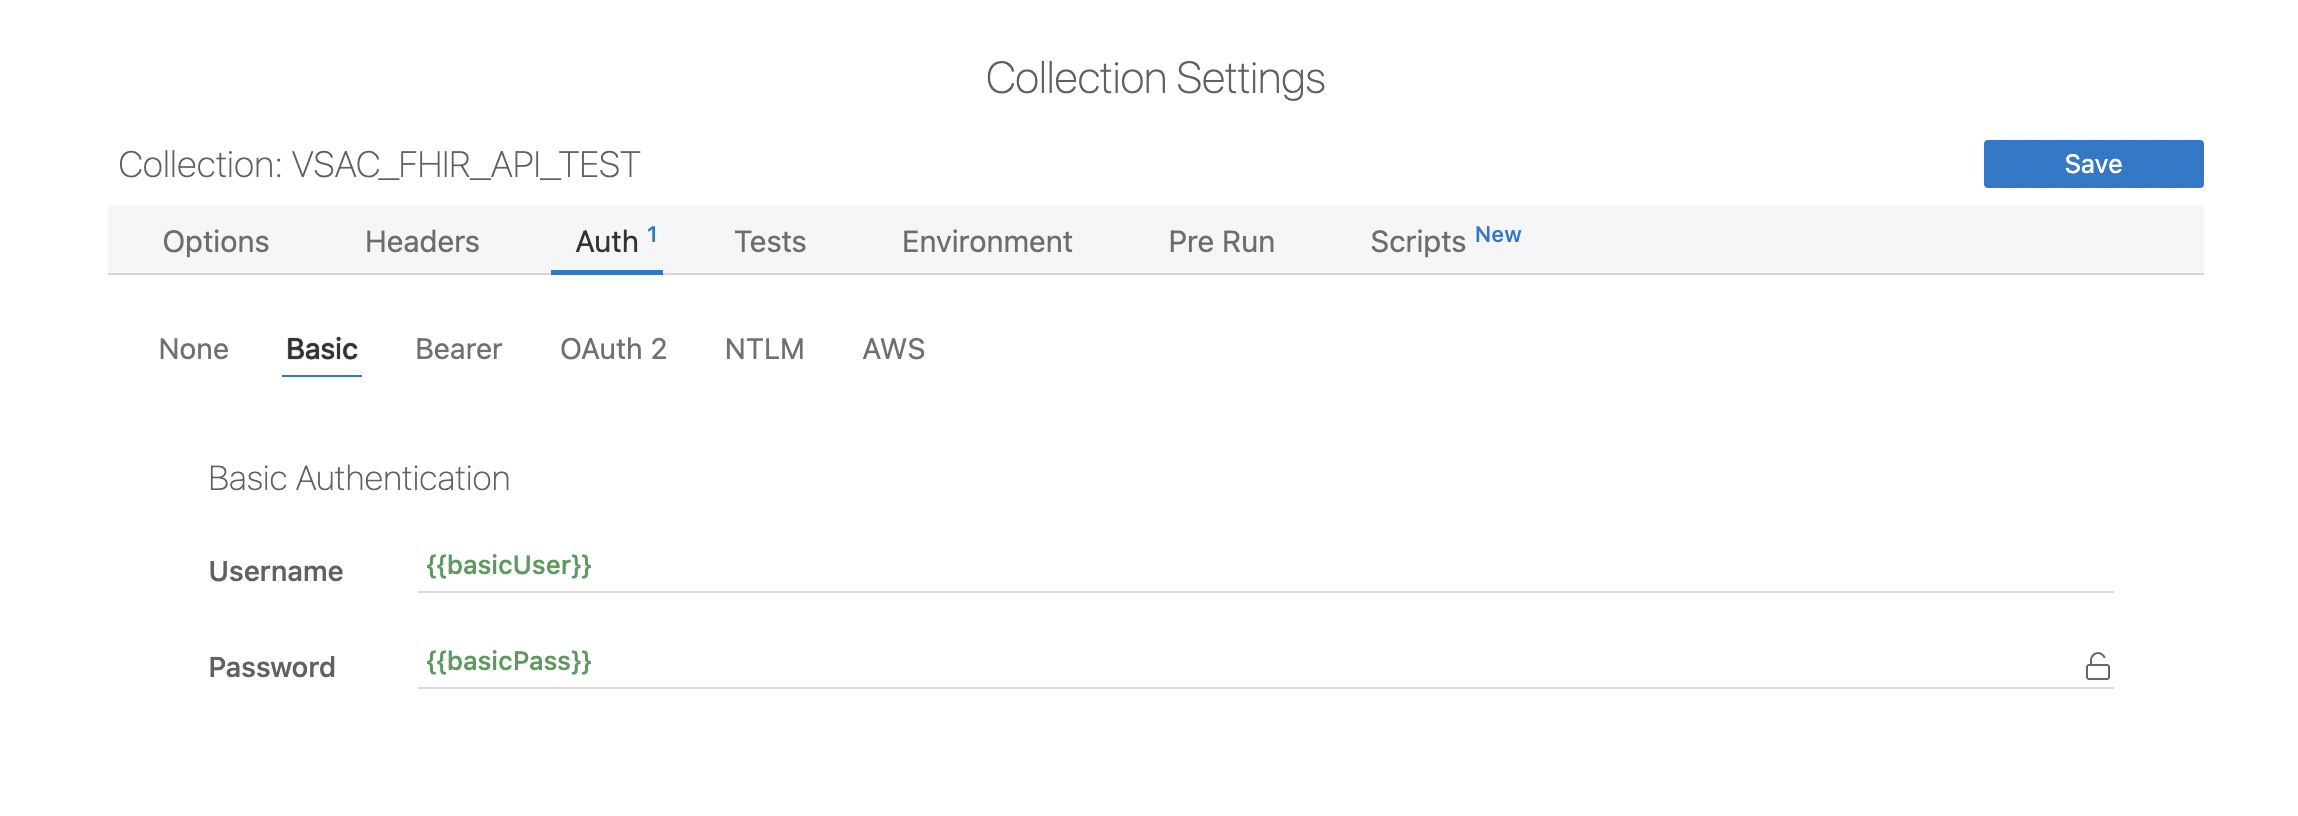 Collection Settings
Collection: VSAC_FHIR_API_TEST
Save
Options Headers Auth 1 Tests Environment Pre Run Scripts New
None Basic Bearer OAuth 2 NTLM AWS
Basic Authentication
Username {{basicUser}}
Password {{basicPass}}